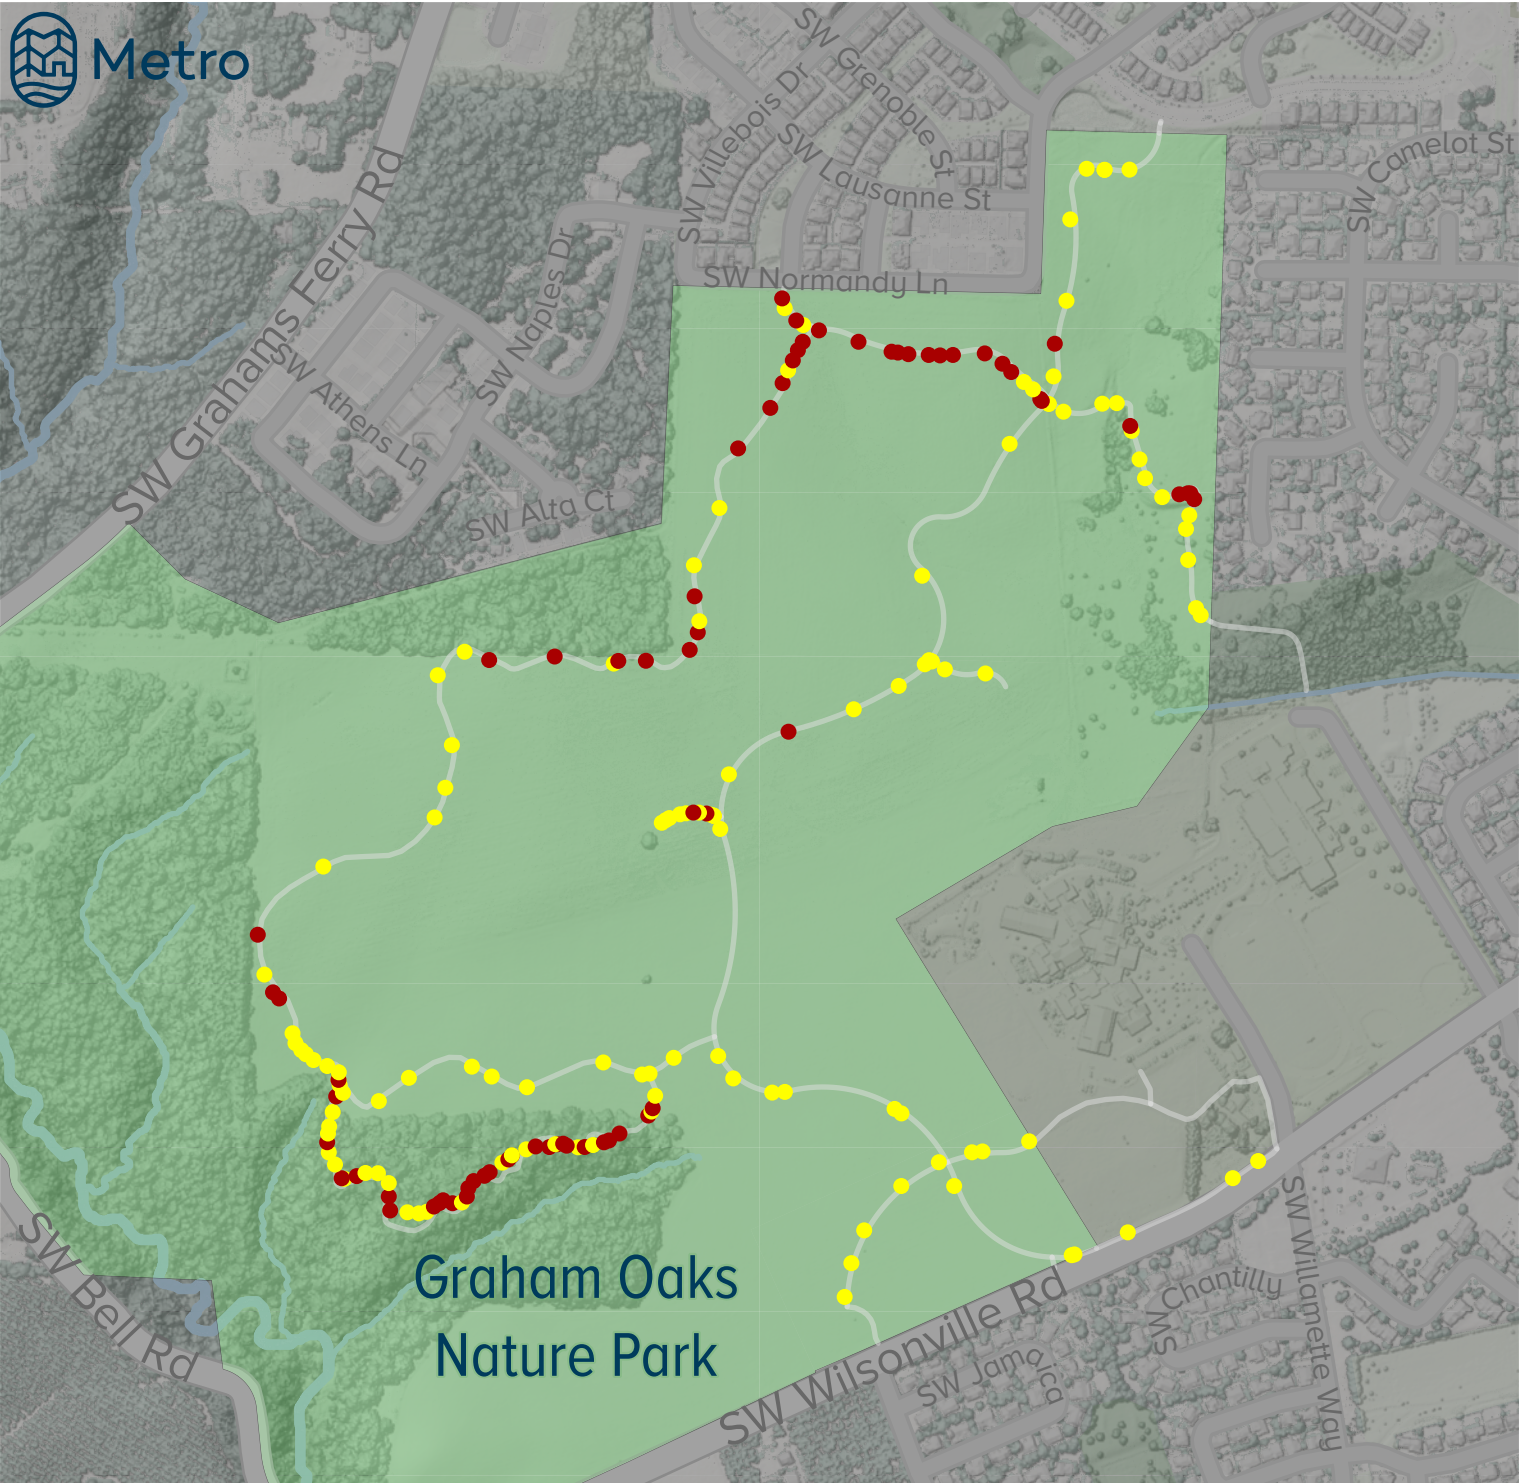 Metro
SW Grenoble St
SW Villebois Dr
SW Lausanne St
SW Camelot St
SW Grahams Ferry Rd
SW Naples Dr
SW Normandy Ln
SW Athens Ln
SW Alta Ct
Graham Oaks
Nature Park
SW Bell Rd
SW Wilsonville Rd
SW Willamette Way
SW Chantilly
SW Jamaica